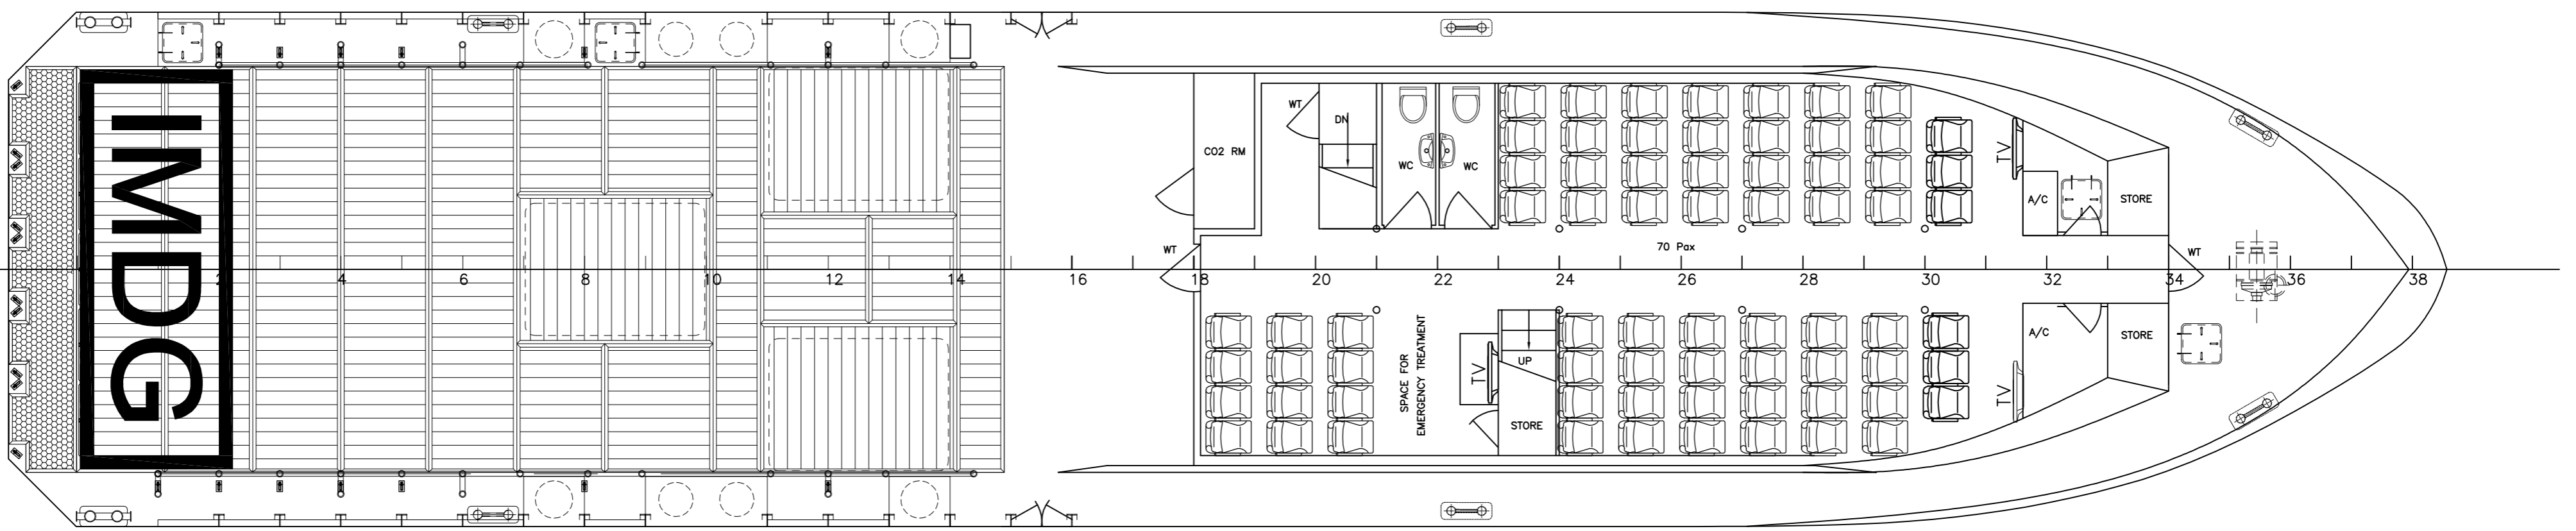 IMDG
CO2 RM
WT
DN
WC
WC
TV
A/C
STORE
70 Pax
WT
WT
2
4
6
8
10
12
14
16
18
20
22
24
26
28
30
32
34
36
38
SPACE FOR
EMERGENCY TREATMENT
TV
UP
STORE
TV
A/C
STORE